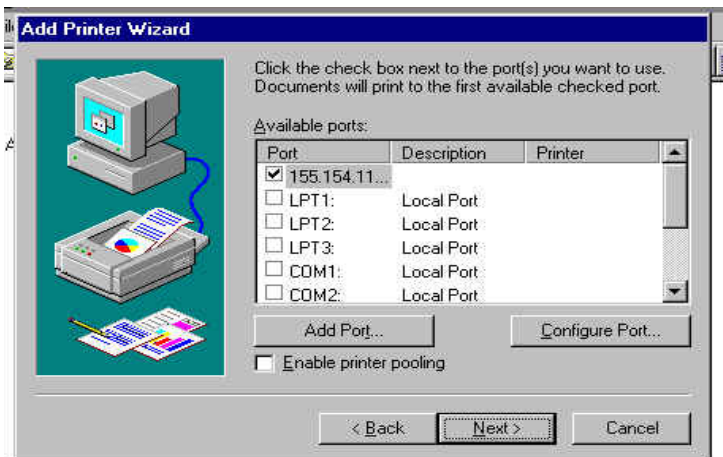 Add Printer Wizard
Click the check box next to the port(s) you want to use.
Documents will print to the first available checked port.
Available ports:
Port Description Printer
155.154.11...
LPT1: Local Port
LPT2: Local Port
LPT3: Local Port
COM1: Local Port
COM2: Local Port
Add Port... Configure Port...
Enable printer pooling
< Back Next > Cancel